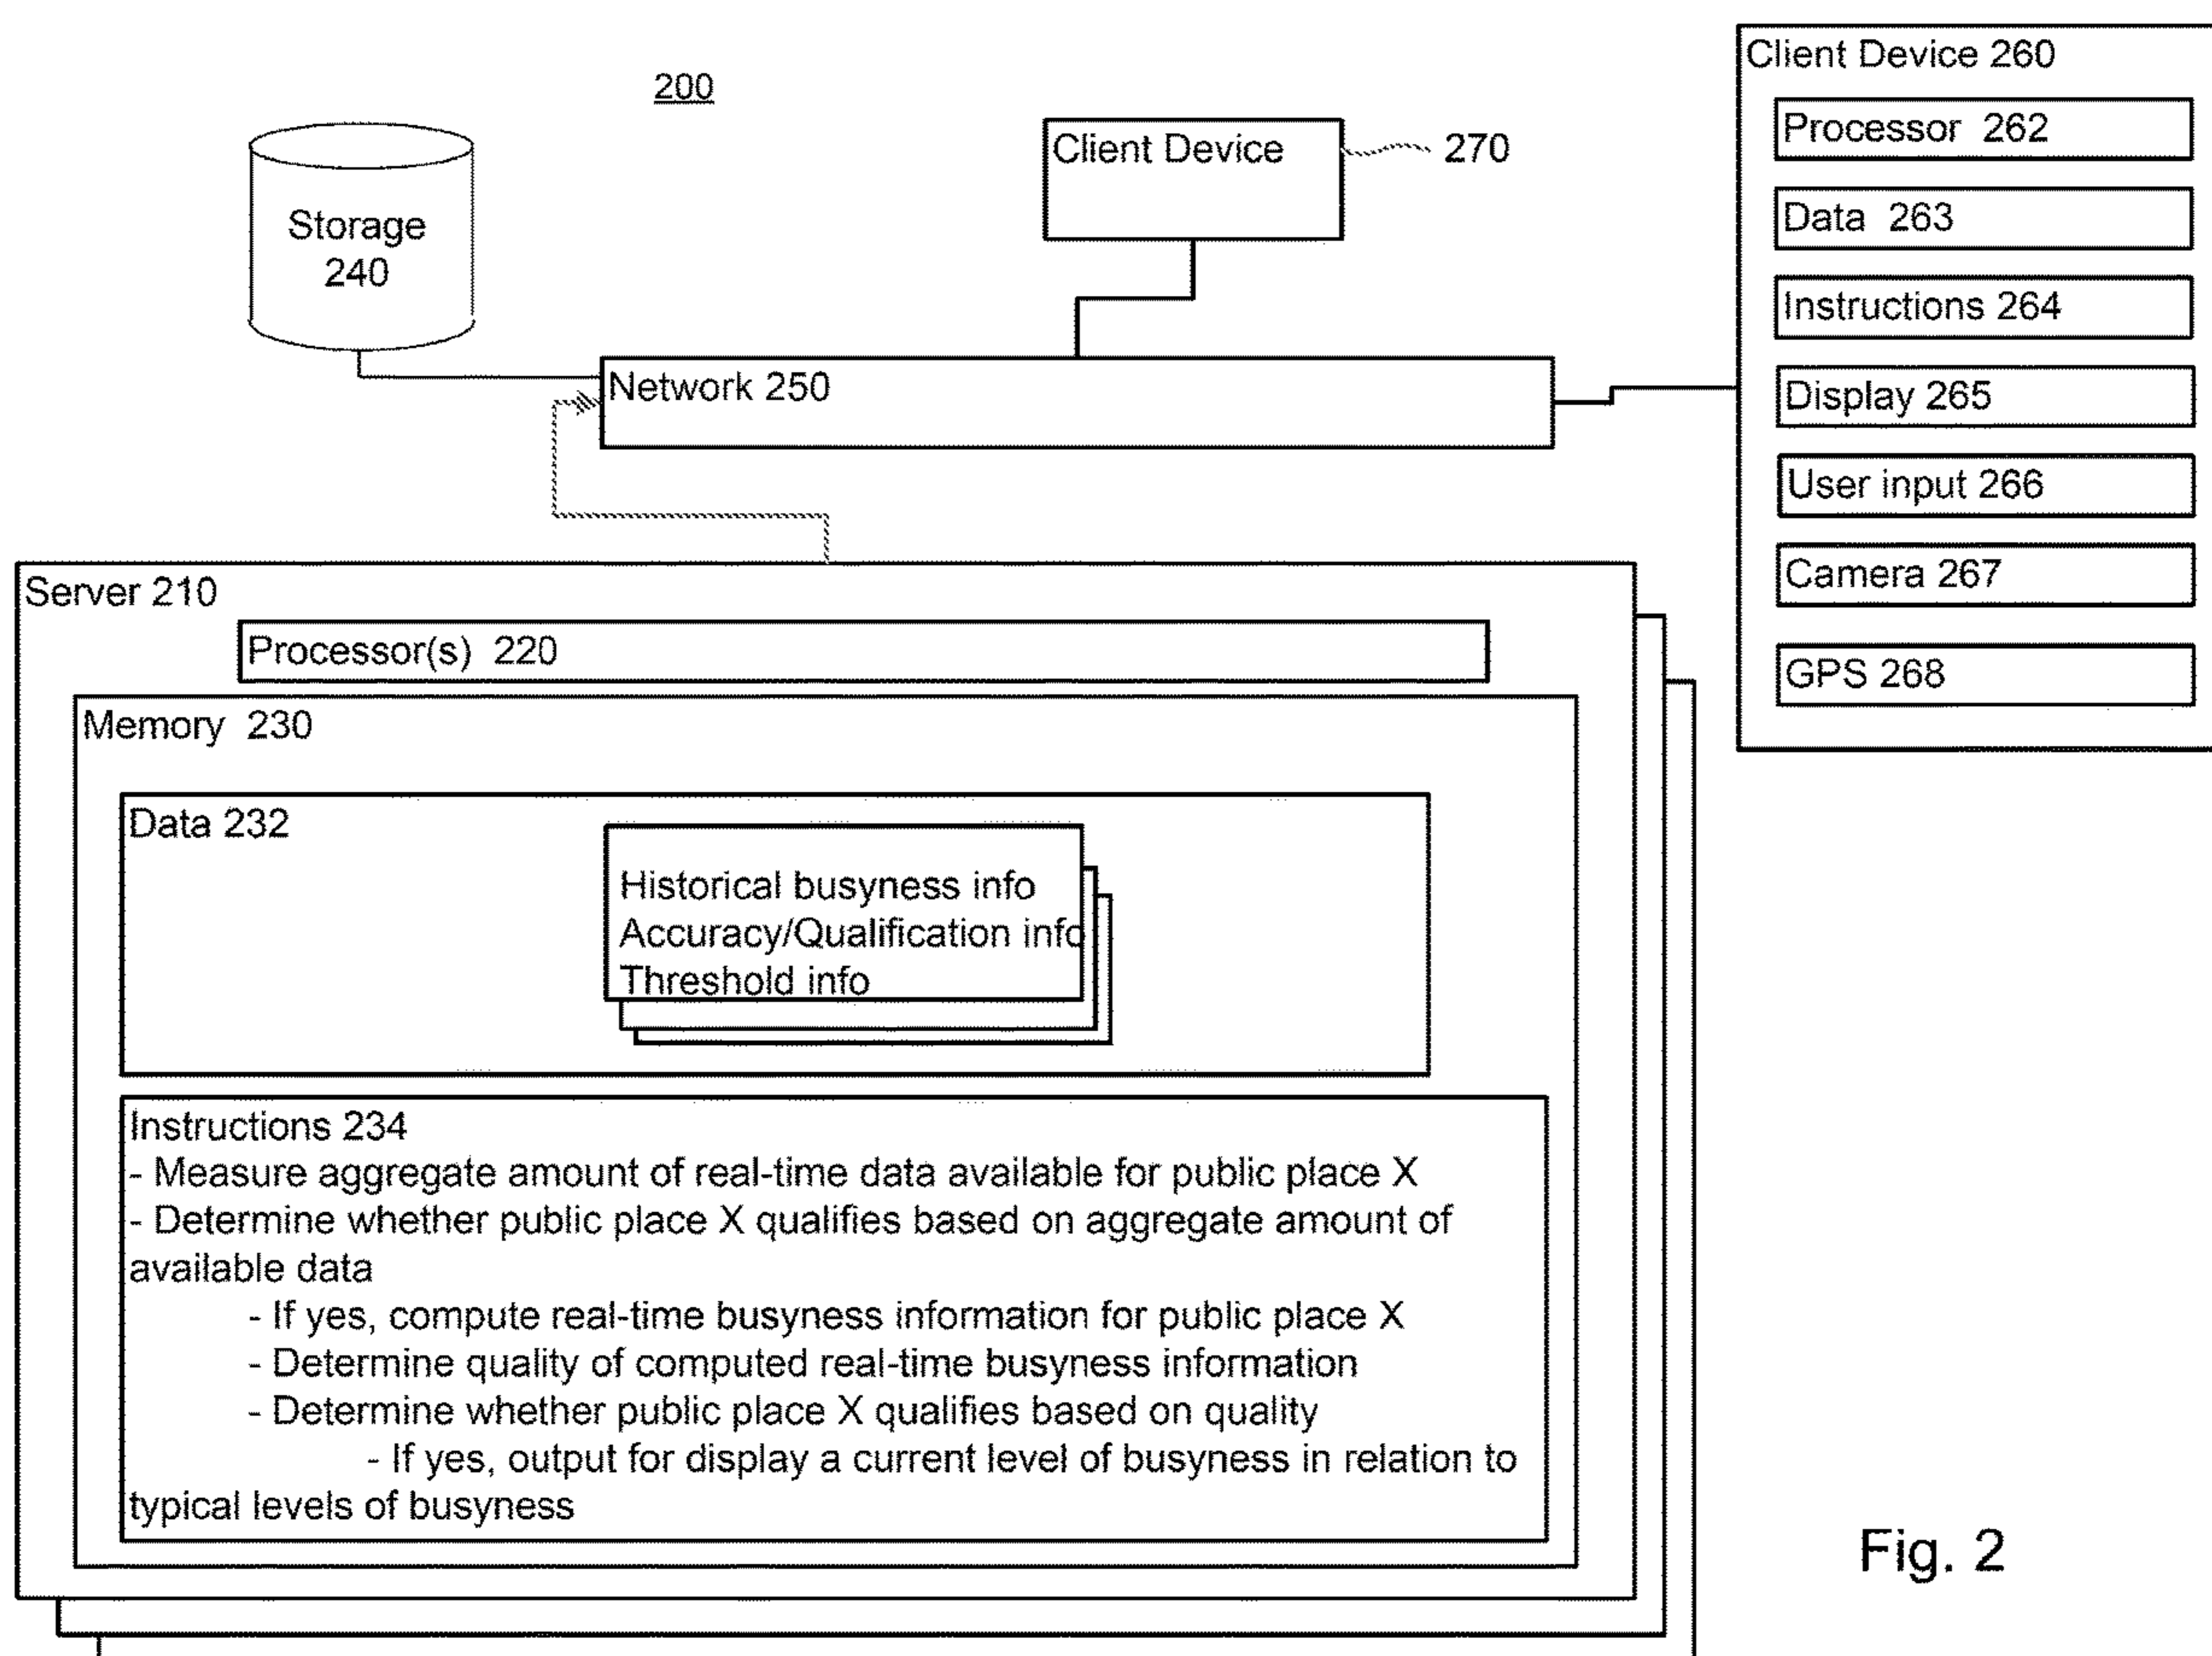 200
Storage
240
Client Device
270
Network 250
Client Device 260
Processor 262
Data 263
Instructions 264
Display 265
User input 266
Camera 267
GPS 268
Server 210
Processor(s) 220
Memory 230
Data 232
Historical busyness info
Accuracy/Qualification info
Threshold info
Instructions 234
- Measure aggregate amount of real-time data available for public place X
- Determine whether public place X qualifies based on aggregate amount of
available data
- If yes, compute real-time busyness information for public place X
- Determine quality of computed real-time busyness information
- Determine whether public place X qualifies based on quality
- If yes, output for display a current level of busyness in relation to
typical levels of busyness
Fig. 2